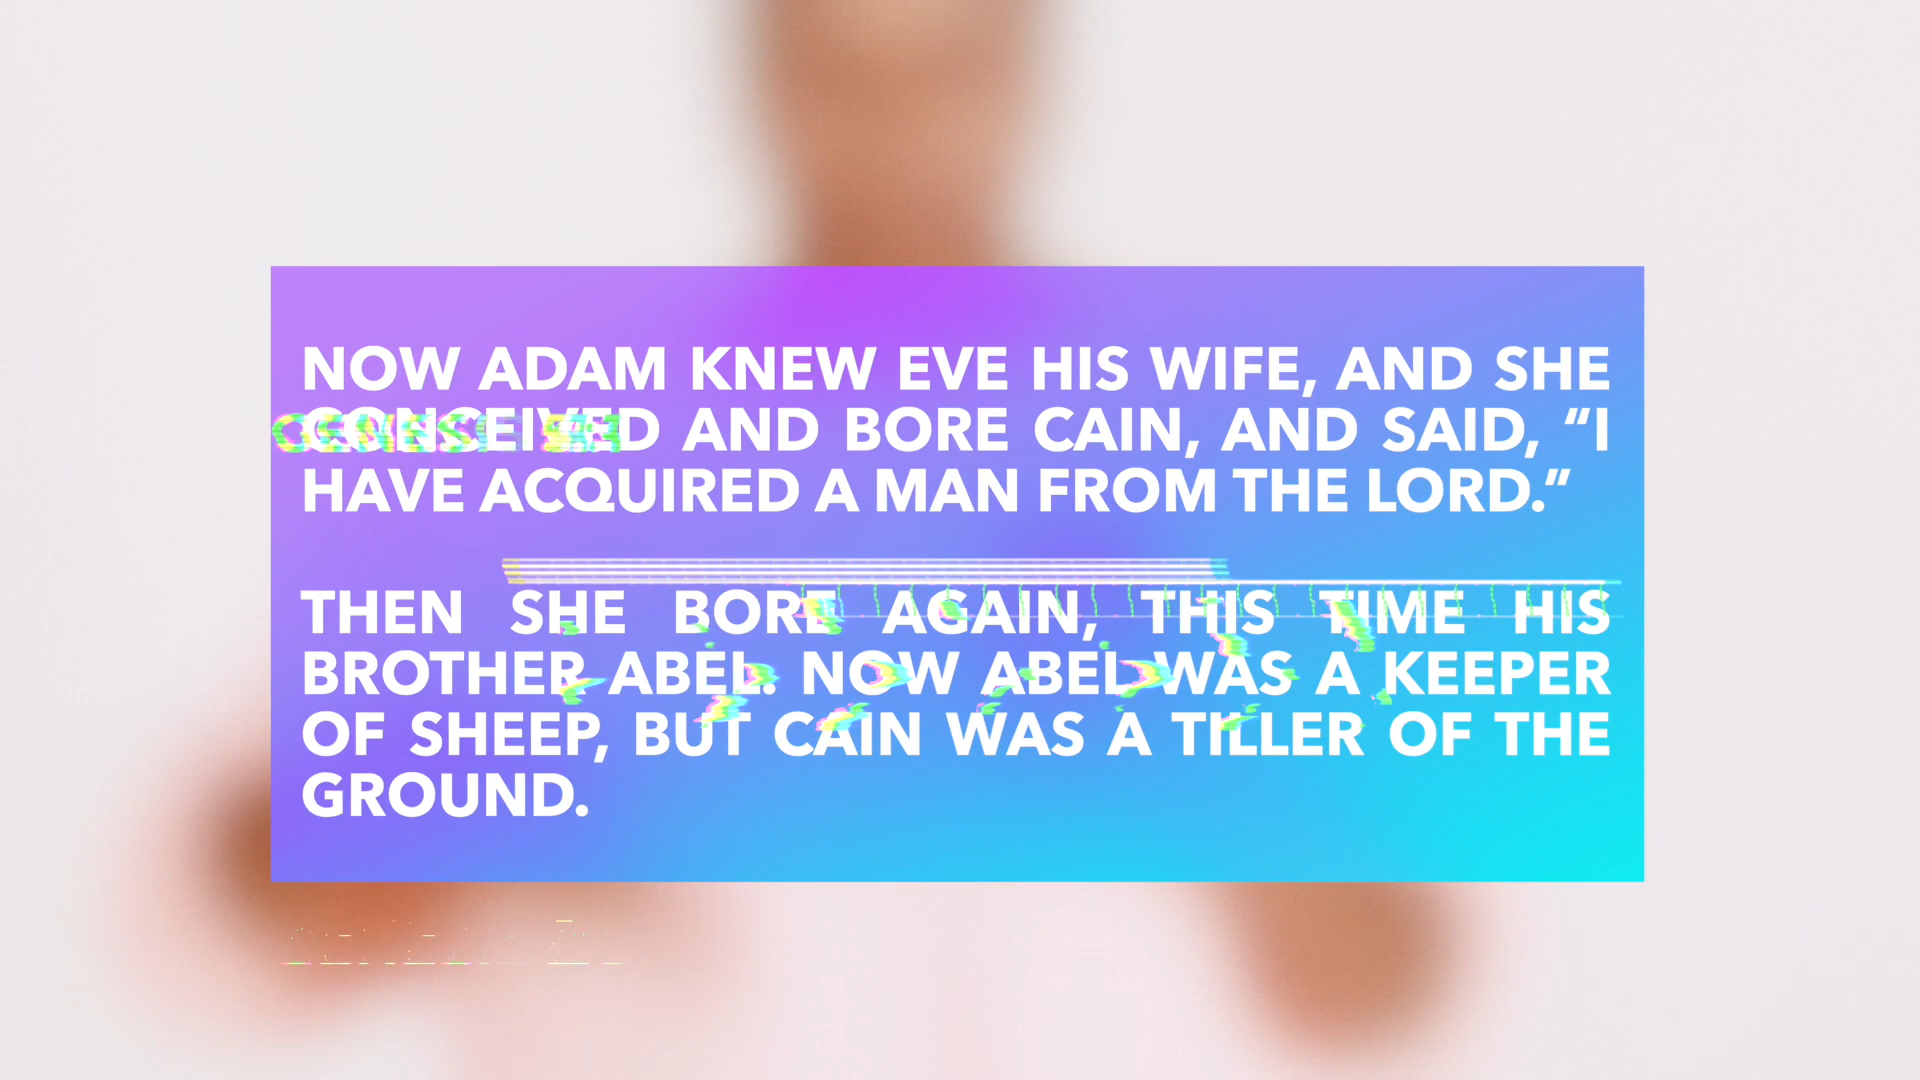 NOW ADAM KNEW EVE HIS WIFE, AND SHE
CONCEIVED AND BORE CAIN, AND SAID, “I
HAVE ACQUIRED A MAN FROM THE LORD.“
THEN SHE BORE AGAIN, THIS TIME HIS
BROTHER ABEL. NOW ABEL WAS A KEEPER
OF SHEEP, BUT CAIN WAS A TILLER OF THE
GROUND.